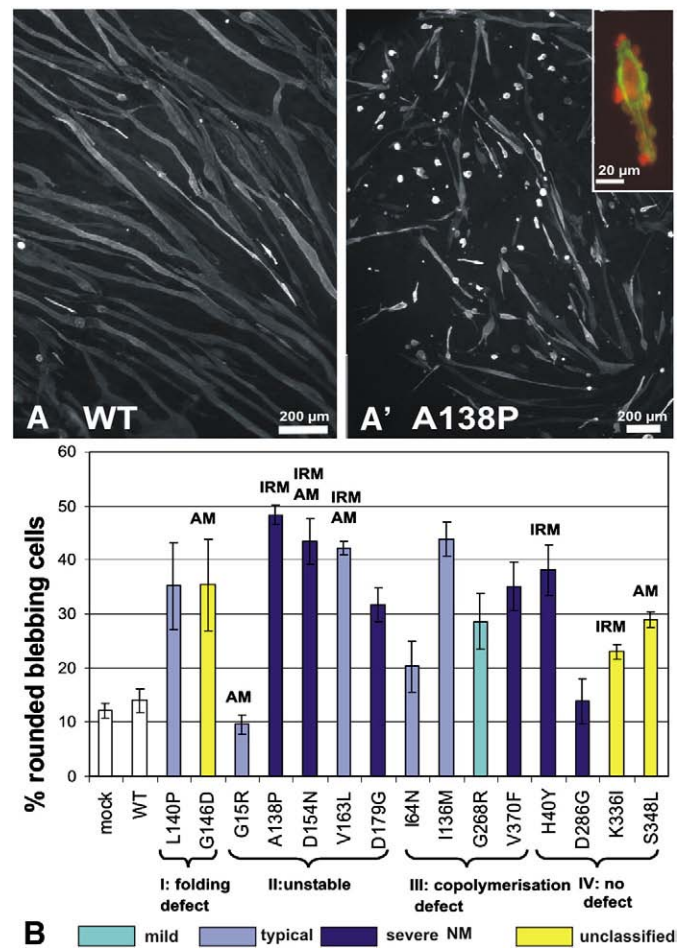 20 µm
A WT
200 µm
A' A138P
200 µm
% rounded blebbing cells
60
50
40
30
20
10
0
AM
AM
IRM
IRM
AM
IRM
AM
IRM
IRM
AM
mock
WT
L140P
G146D
G15R
A138P
D154N
V163L
D179G
I64N
I136M
G268R
V370F
H40Y
D286G
K336I
S348L
I: folding
defect
II:unstable
III: copolymerisation
defect
IV: no
defect
B
mild
typical
severe NM
unclassified